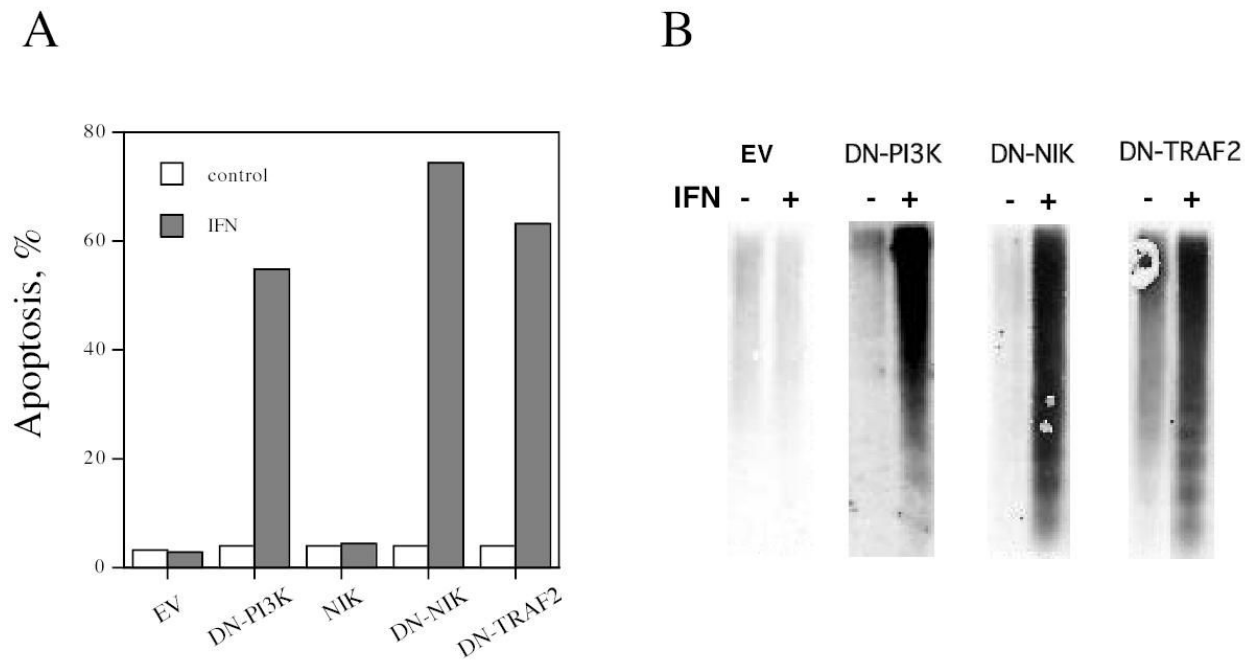 A
80
60
40
20
0
Apoptosis, %
control
IFN
EV
DN-PI3K
NIK
DN-NIK
DN-TRAF2
B
EV DN-PI3K DN-NIK DN-TRAF2
IFN - + - + - + - +